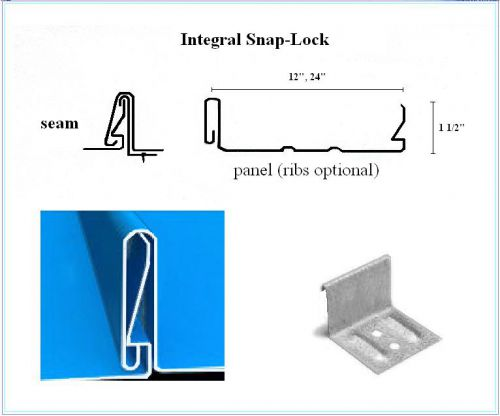 Integral Snap-Lock
12", 24"
seam
1 1/2"
panel (ribs optional)